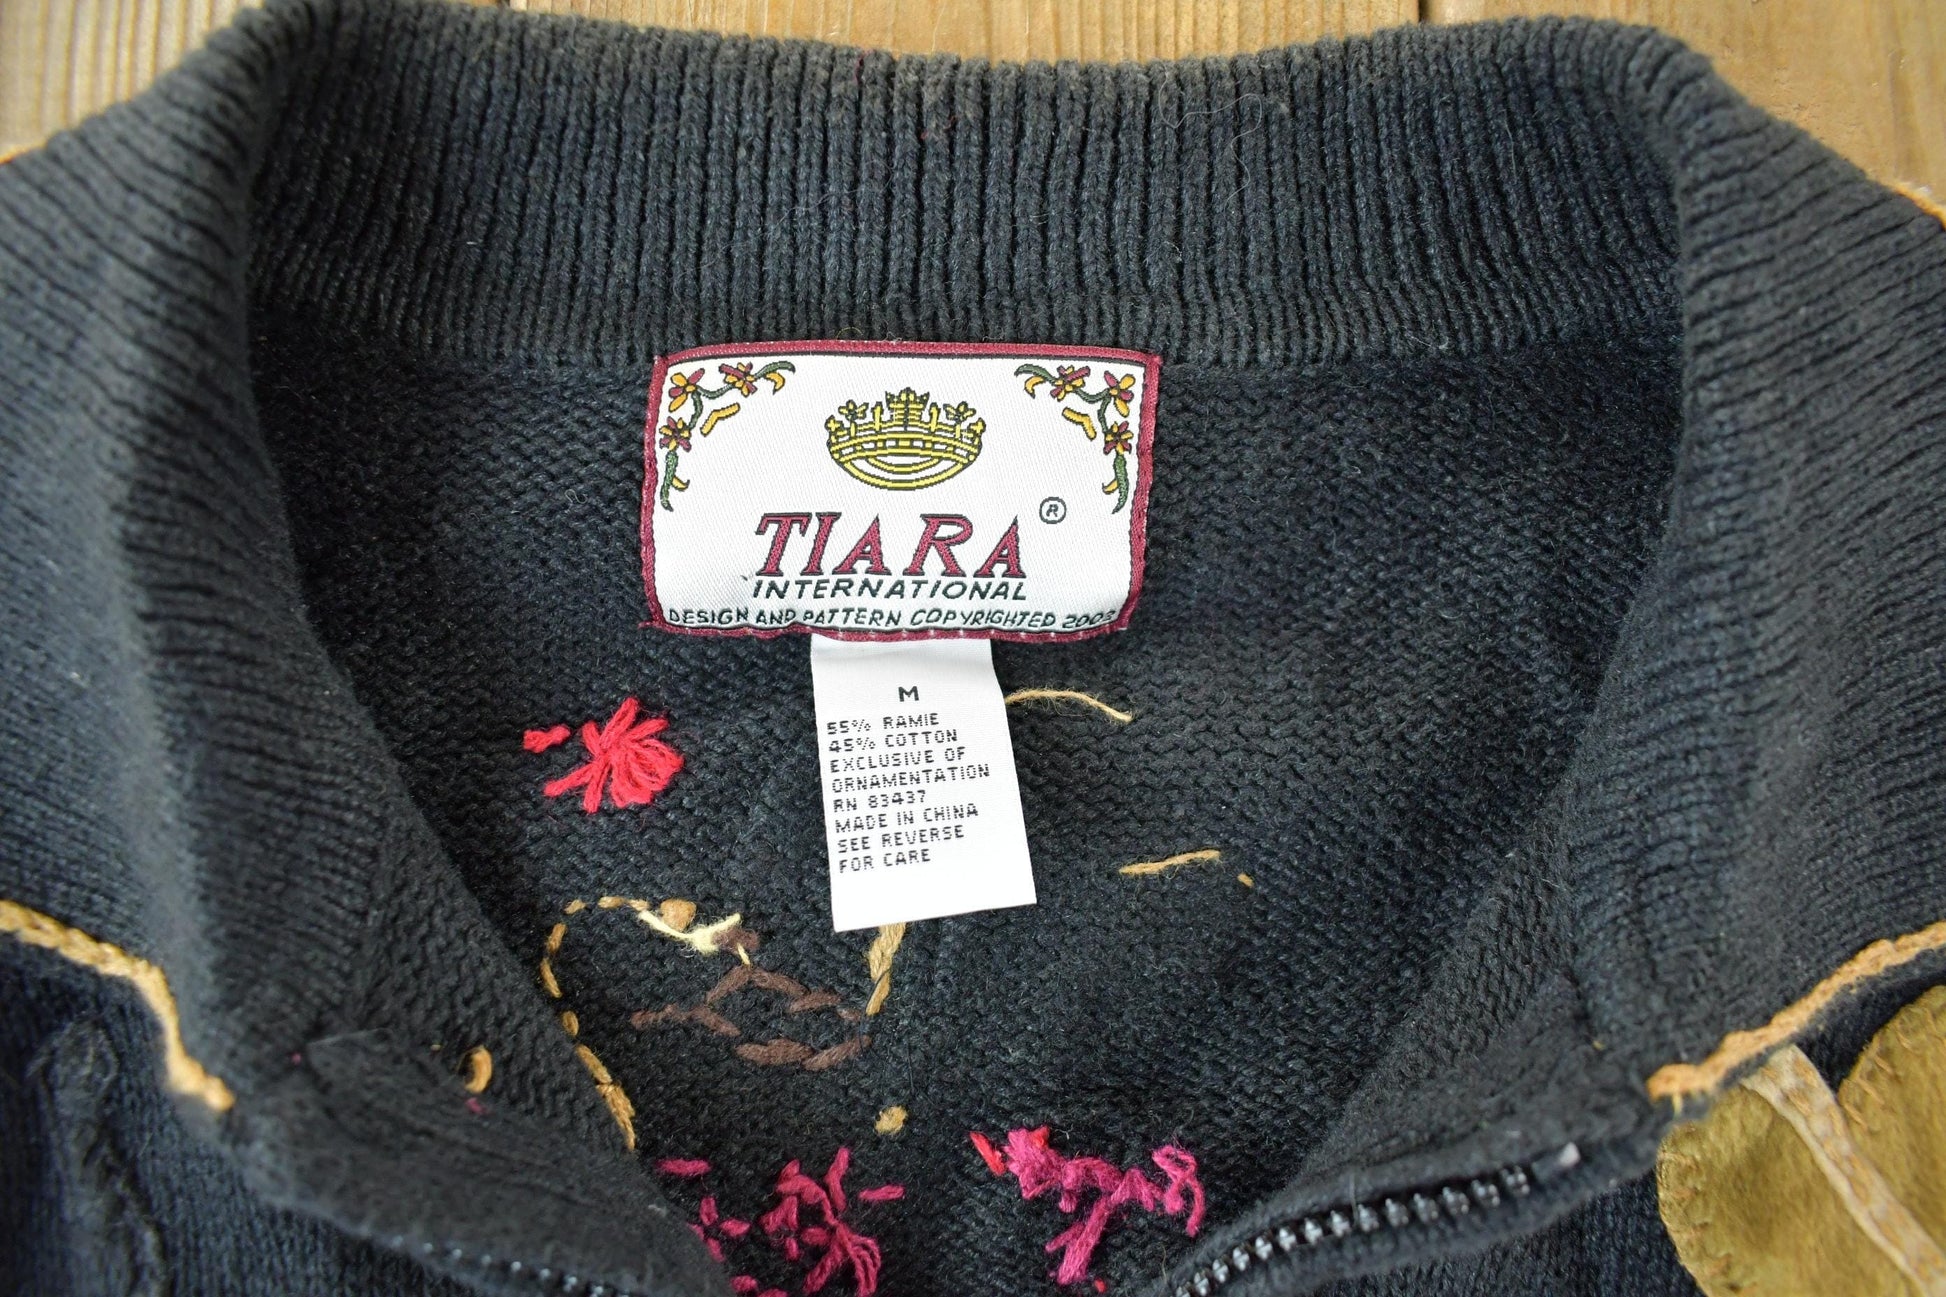 TIARA ®
INTERNATIONAL
DESIGN AND PATTERN COPYRIGHTED 2003
M
55% RAMIE
45% COTTON
EXCLUSIVE OF
ORNAMENTATION
RN 83437
MADE IN CHINA
SEE REVERSE
FOR CARE